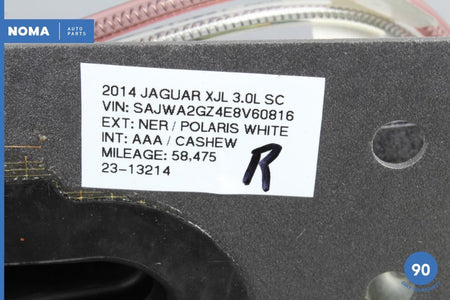 NOMA AUTO PARTS
2014 JAGUAR XJL 3.0L SC
VIN: SAJWA2GZ4E8V60816
EXT: NER / POLARIS WHITE
INT: AAA / CASHEW
MILEAGE: 58,475
23-13214
R
90